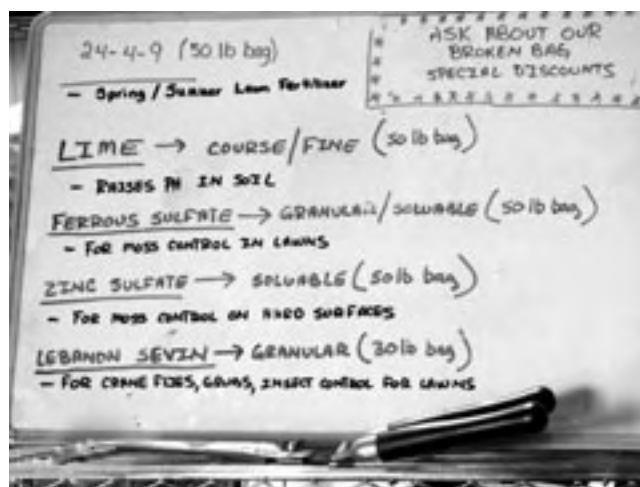 24-4-9 (50 lb bag)
- Spring / Summer Lawn Fertilizer
ASK ABOUT OUR
BROKEN BAG
SPECIAL DISCOUNTS
LIME → COURSE/FINE (50 lb bag)
- RAISES PH IN SOIL
FERROUS SULFATE → GRANULAR/SOLUABLE (50 lb bag)
- FOR MOSS CONTROL IN LAWNS
ZINC SULFATE → SOLUABLE (50 lb bag)
- FOR MOSS CONTROL ON HARD SURFACES
LEBANON SEVIN → GRANULAR (30 lb bag)
- FOR CRANE FLIES, GRUBS, INSECT CONTROL FOR LAWNS